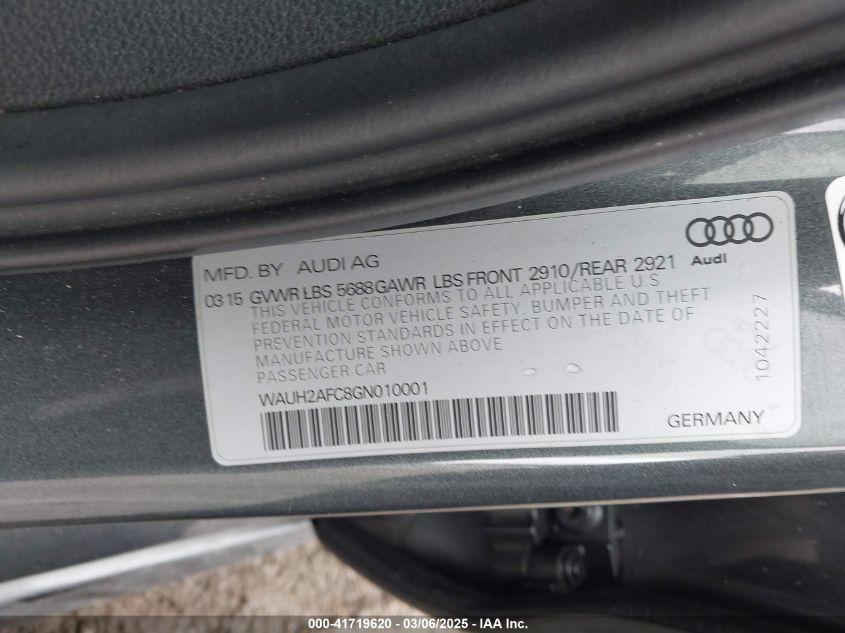 MFD. BY AUDI AG
Audi
03 15 GVWR LBS 5688 GAWR LBS FRONT 2910/REAR 2921
THIS VEHICLE CONFORMS TO ALL APPLICABLE U.S.
FEDERAL MOTOR VEHICLE SAFETY, BUMPER AND THEFT
PREVENTION STANDARDS IN EFFECT ON THE DATE OF
MANUFACTURE SHOWN ABOVE
PASSENGER CAR
WAUH2AFC8GN010001
1042227
GERMANY
000-41719620 - 03/06/2025 - IAA Inc.